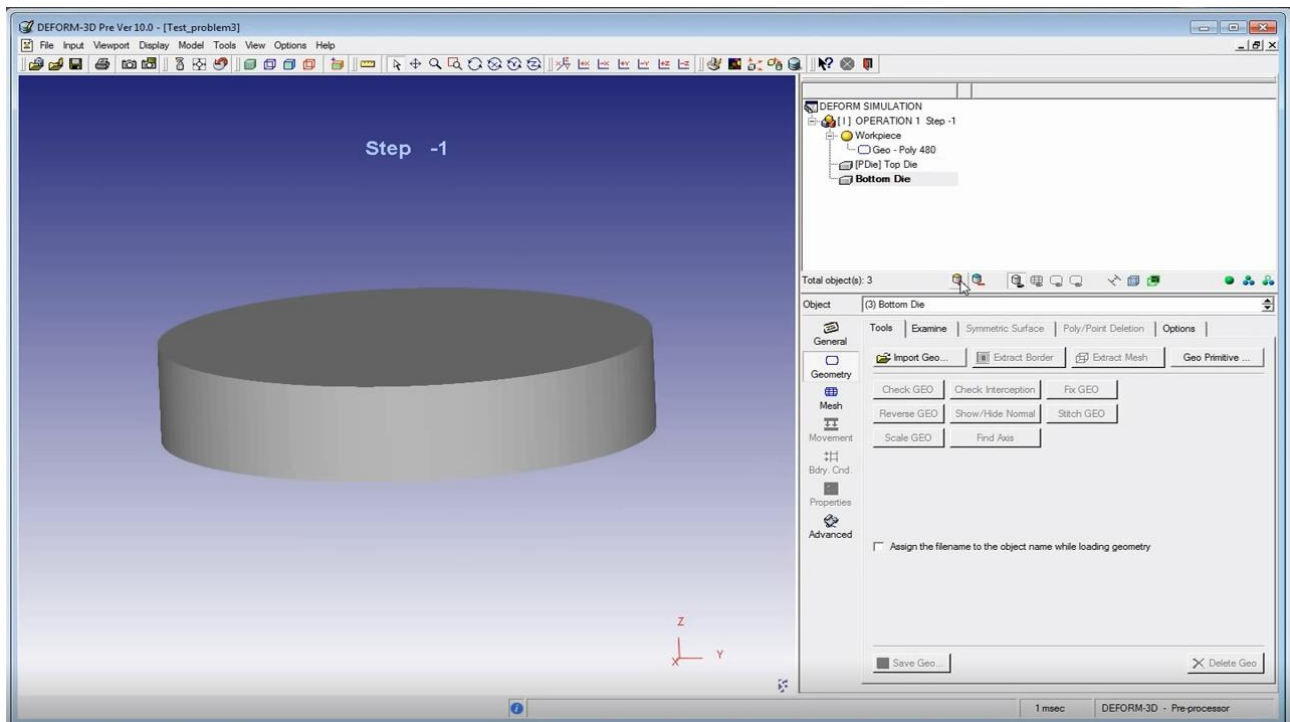 DEFORM-3D Pre Ver 10.0 - [Test_problem3]
File Input Viewport Display Model Tools View Options Help
Step -1
DEFORM SIMULATION
[1] OPERATION 1 Step -1
Workpiece
Geo - Poly 480
[PDie] Top Die
Bottom Die
Total object(s): 3
Object (3) Bottom Die
General
Geometry
Mesh
Movement
Bdry. Cnd.
Properties
Advanced
Tools Examine Symmetric Surface Poly/Point Deletion Options
Import Geo... Extract Border Extract Mesh Geo Primitive ...
Check GEO Check Interception Fix GEO
Reverse GEO Show/Hide Normal Stitch GEO
Scale GEO Find Axis
Assign the filename to the object name while loading geometry
Save Geo... Delete Geo
Z
X Y
1 msec DEFORM-3D - Pre-processor